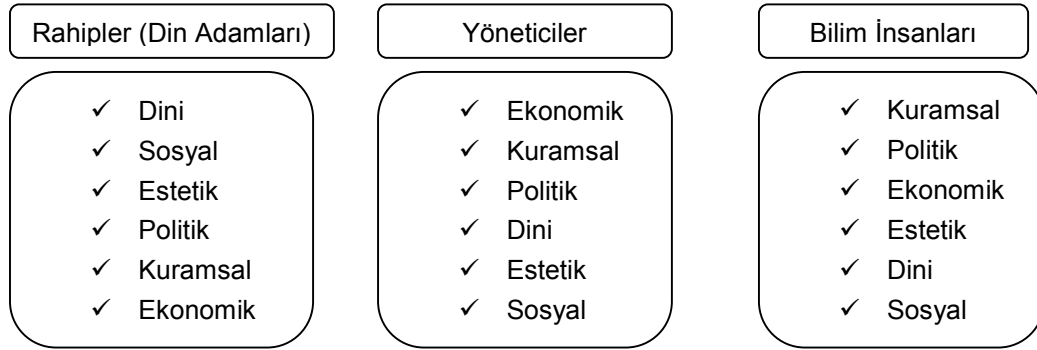 Rahipler (Din Adamları)
✓ Dini
✓ Sosyal
✓ Estetik
✓ Politik
✓ Kuramsal
✓ Ekonomik
Yöneticiler
✓ Ekonomik
✓ Kuramsal
✓ Politik
✓ Dini
✓ Estetik
✓ Sosyal
Bilim İnsanları
✓ Kuramsal
✓ Politik
✓ Ekonomik
✓ Estetik
✓ Dini
✓ Sosyal